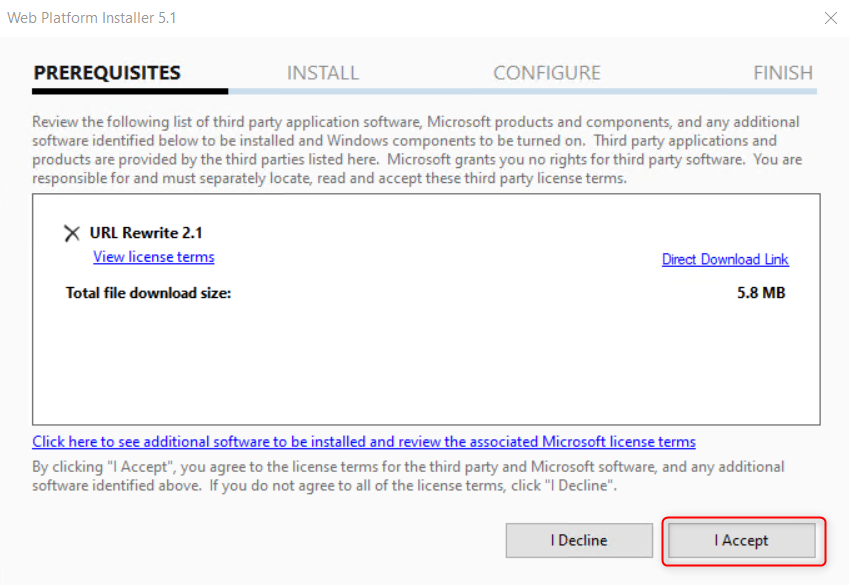 Web Platform Installer 5.1
PREREQUISITES INSTALL CONFIGURE FINISH
Review the following list of third party application software, Microsoft products and components, and any additional
software identified below to be installed and Windows components to be turned on.  Third party applications and
products are provided by the third parties listed here.  Microsoft grants you no rights for third party software.  You are
responsible for and must separately locate, read and accept these third party license terms.
URL Rewrite 2.1
View license terms
Direct Download Link
Total file download size: 5.8 MB
Click here to see additional software to be installed and review the associated Microsoft license terms
By clicking "I Accept", you agree to the license terms for the third party and Microsoft software, and any additional
software identified above.  If you do not agree to all of the license terms, click "I Decline".
I Decline I Accept